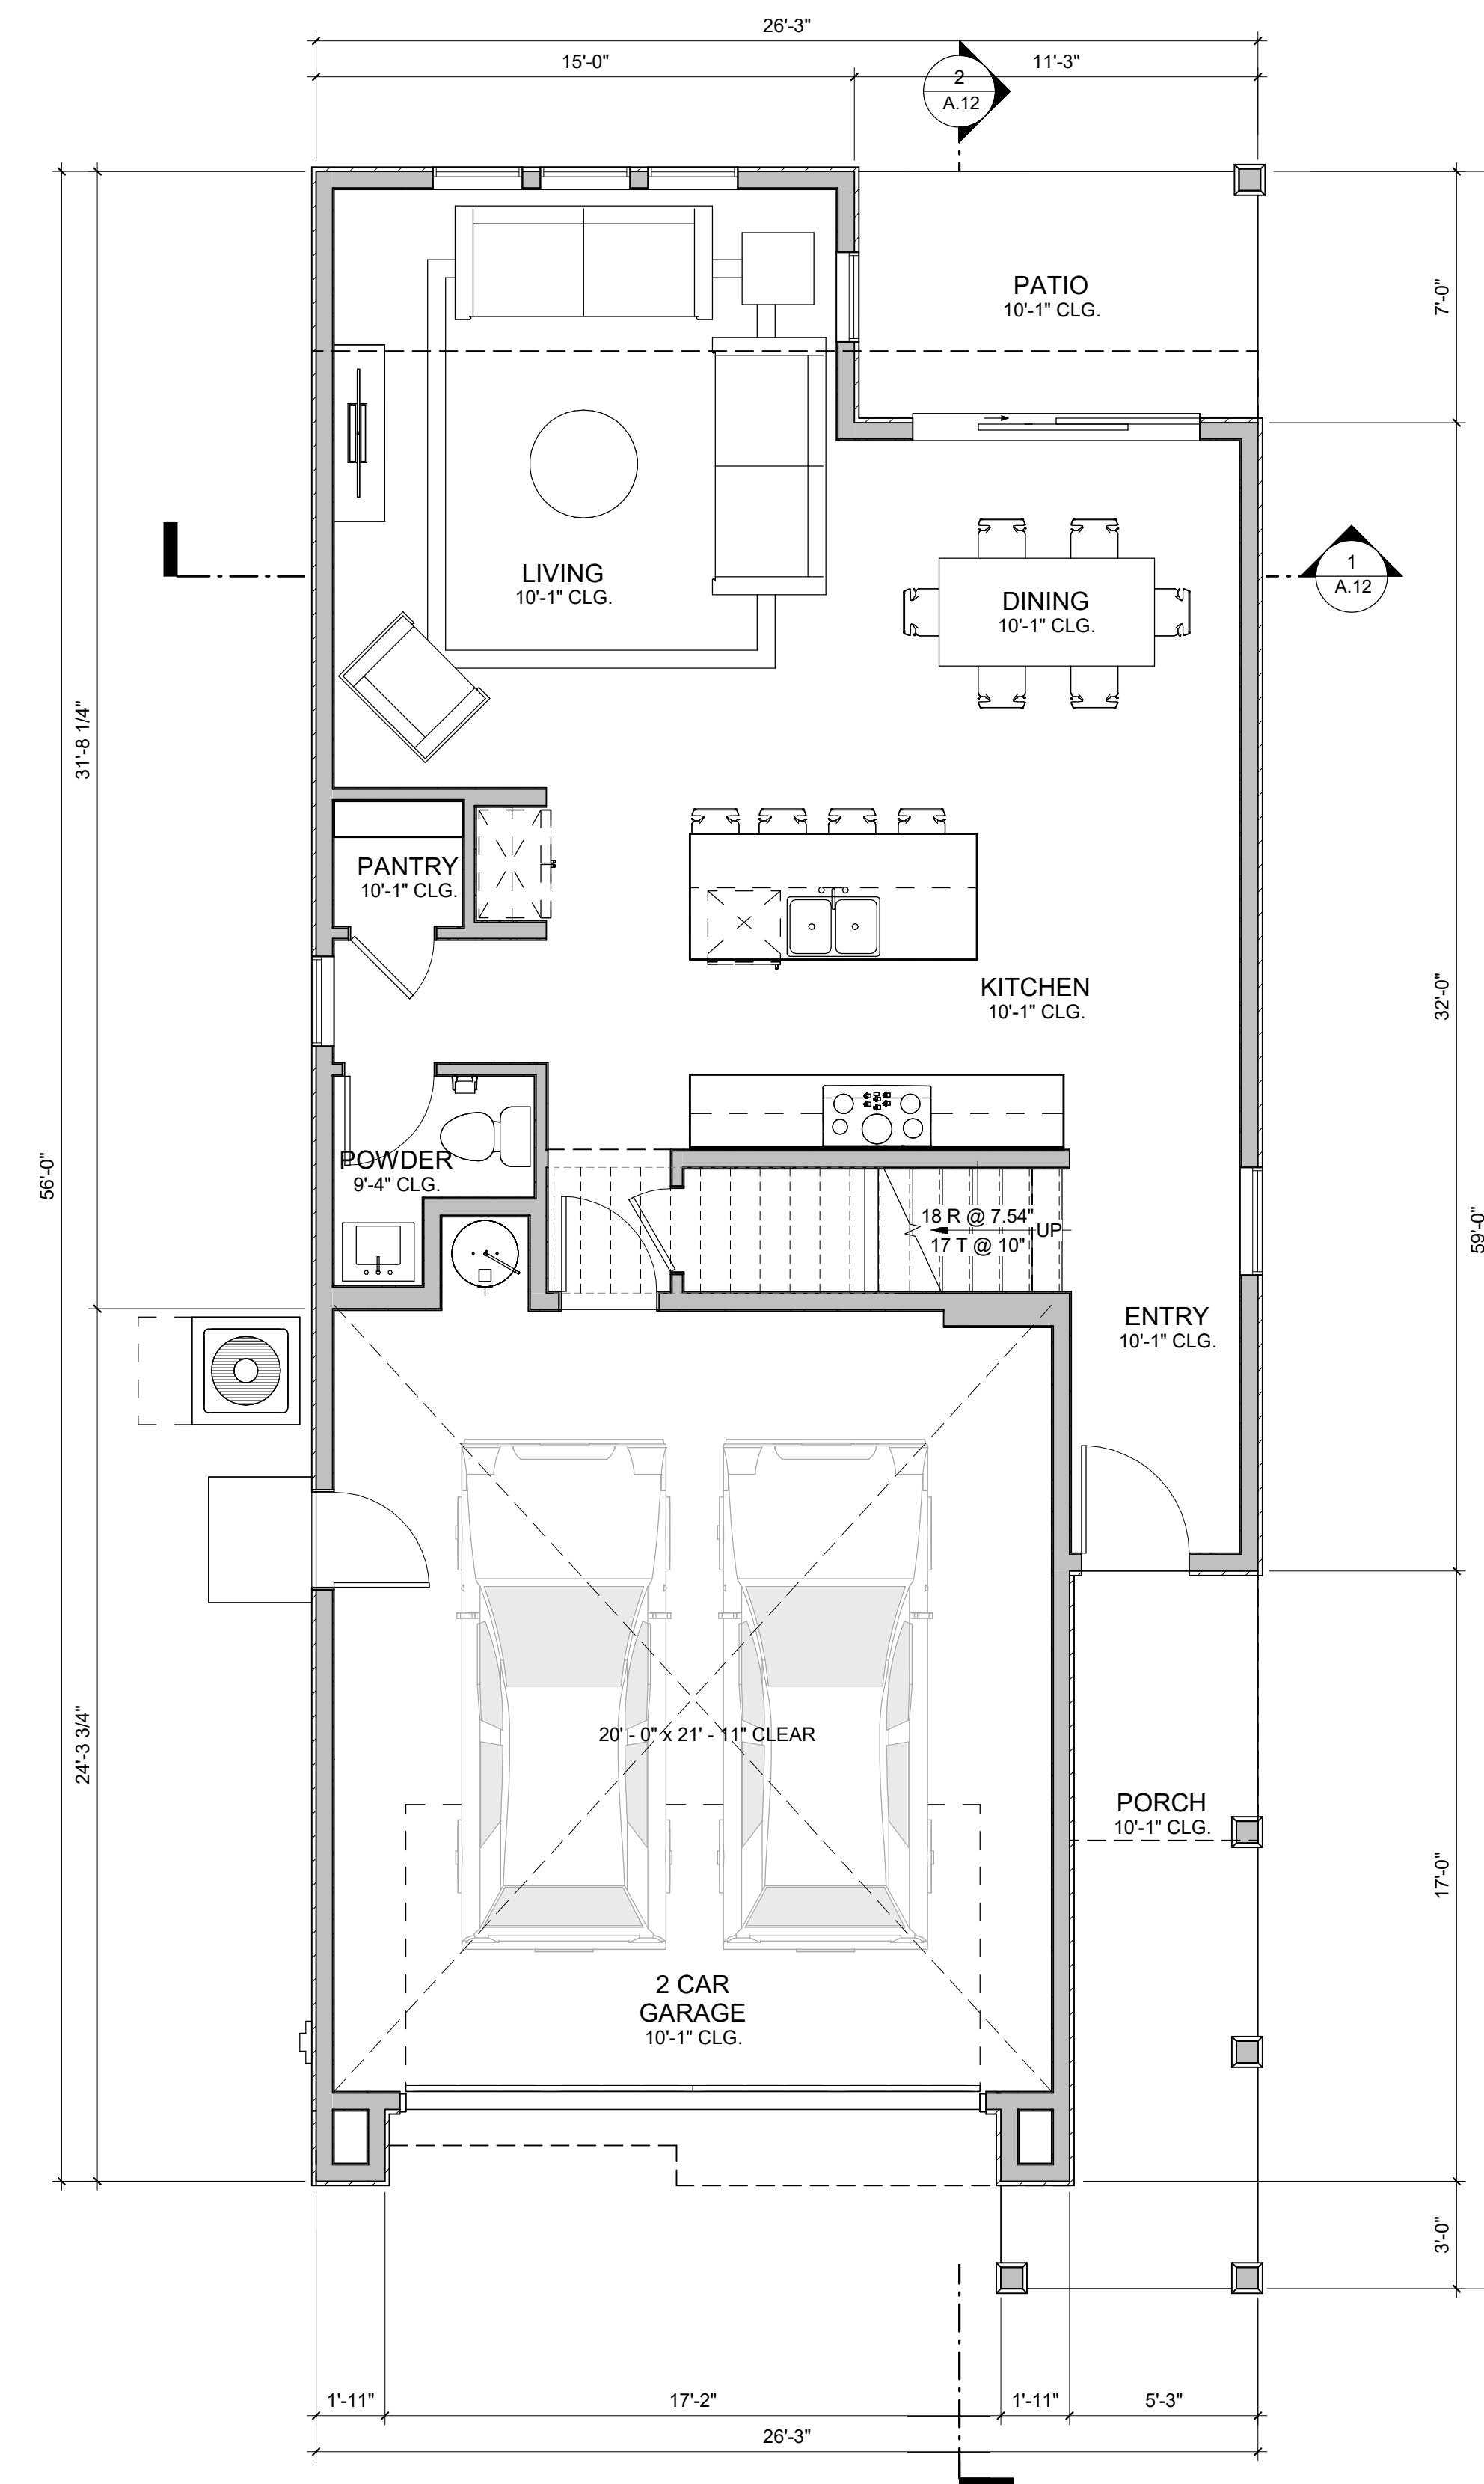 26'-3"
15'-0"
11'-3"
2
A.12
PATIO
10'-1" CLG.
7'-0"
LIVING
10'-1" CLG.
DINING
10'-1" CLG.
1
A.12
31'-8 1/4"
PANTRY
10'-1" CLG.
KITCHEN
10'-1" CLG.
32'-0"
56'-0"
POWDER
9'-4" CLG.
18 R @ 7.54"
17 T @ 10"
UP
59'-0"
ENTRY
10'-1" CLG.
24'-3 3/4"
20' - 0" x 21' - 11" CLEAR
PORCH
10'-1" CLG.
17'-0"
2 CAR
GARAGE
10'-1" CLG.
3'-0"
1'-11"
17'-2"
1'-11"
5'-3"
26'-3"